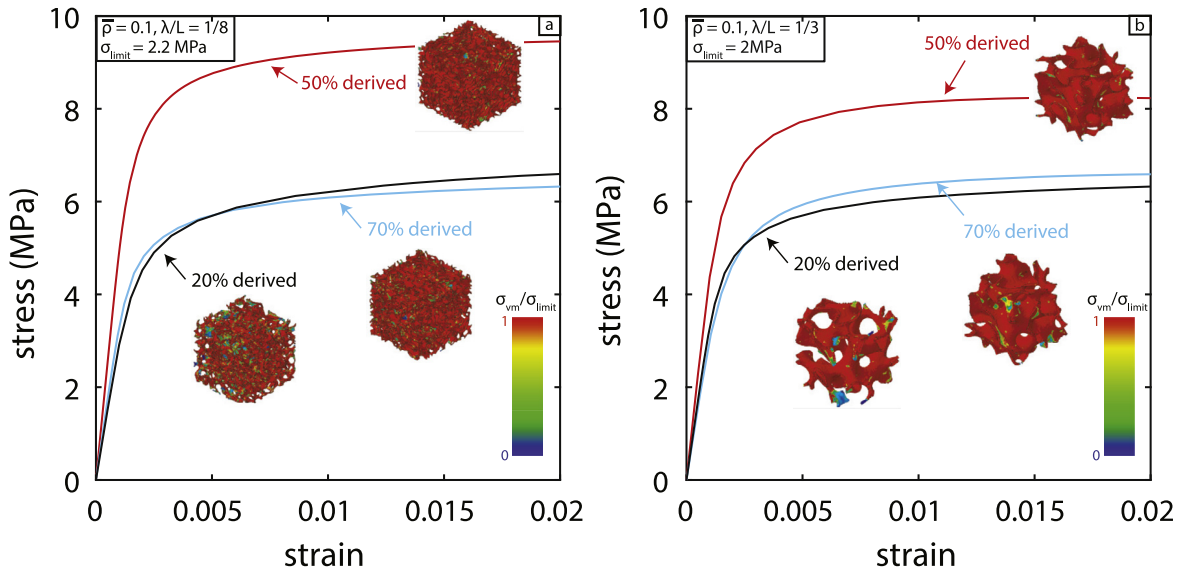 ρ̅ = 0.1, λ/L = 1/8
σlimit = 2.2 MPa
a
50% derived
70% derived
20% derived
σvm/σlimit
1
0
10
8
6
4
2
0
stress (MPa)
0 0.005 0.01 0.015 0.02
strain
ρ̅ = 0.1, λ/L = 1/3
σlimit = 2MPa
b
50% derived
70% derived
20% derived
σvm/σlimit
1
0
10
8
6
4
2
0
stress (MPa)
0 0.005 0.01 0.015 0.02
strain